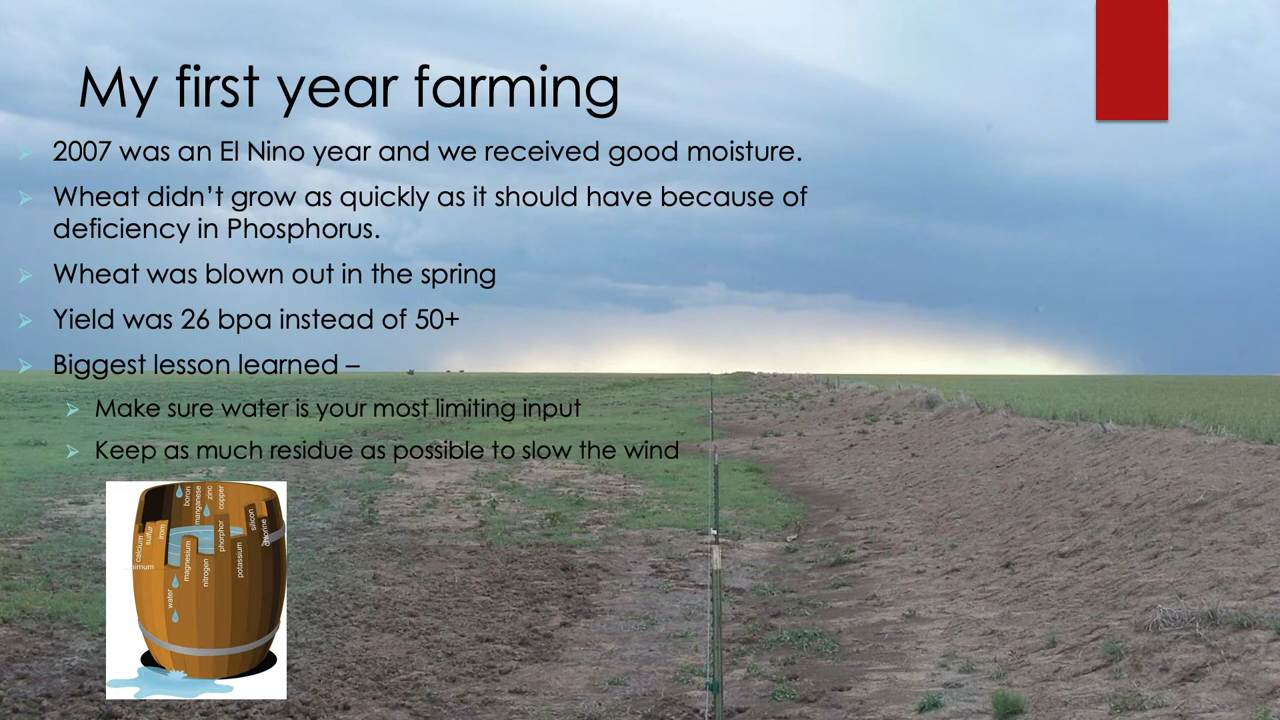 My first year farming
2007 was an El Nino year and we received good moisture.
Wheat didn’t grow as quickly as it should have because of
deficiency in Phosphorus.
Wheat was blown out in the spring
Yield was 26 bpa instead of 50+
Biggest lesson learned –
Make sure water is your most limiting input
Keep as much residue as possible to slow the wind
boron
manganese
zinc
copper
calcium
sulfur
iron
magnesium
nitrogen
phorphor
potassium
silicon
chlorine
nimum
water